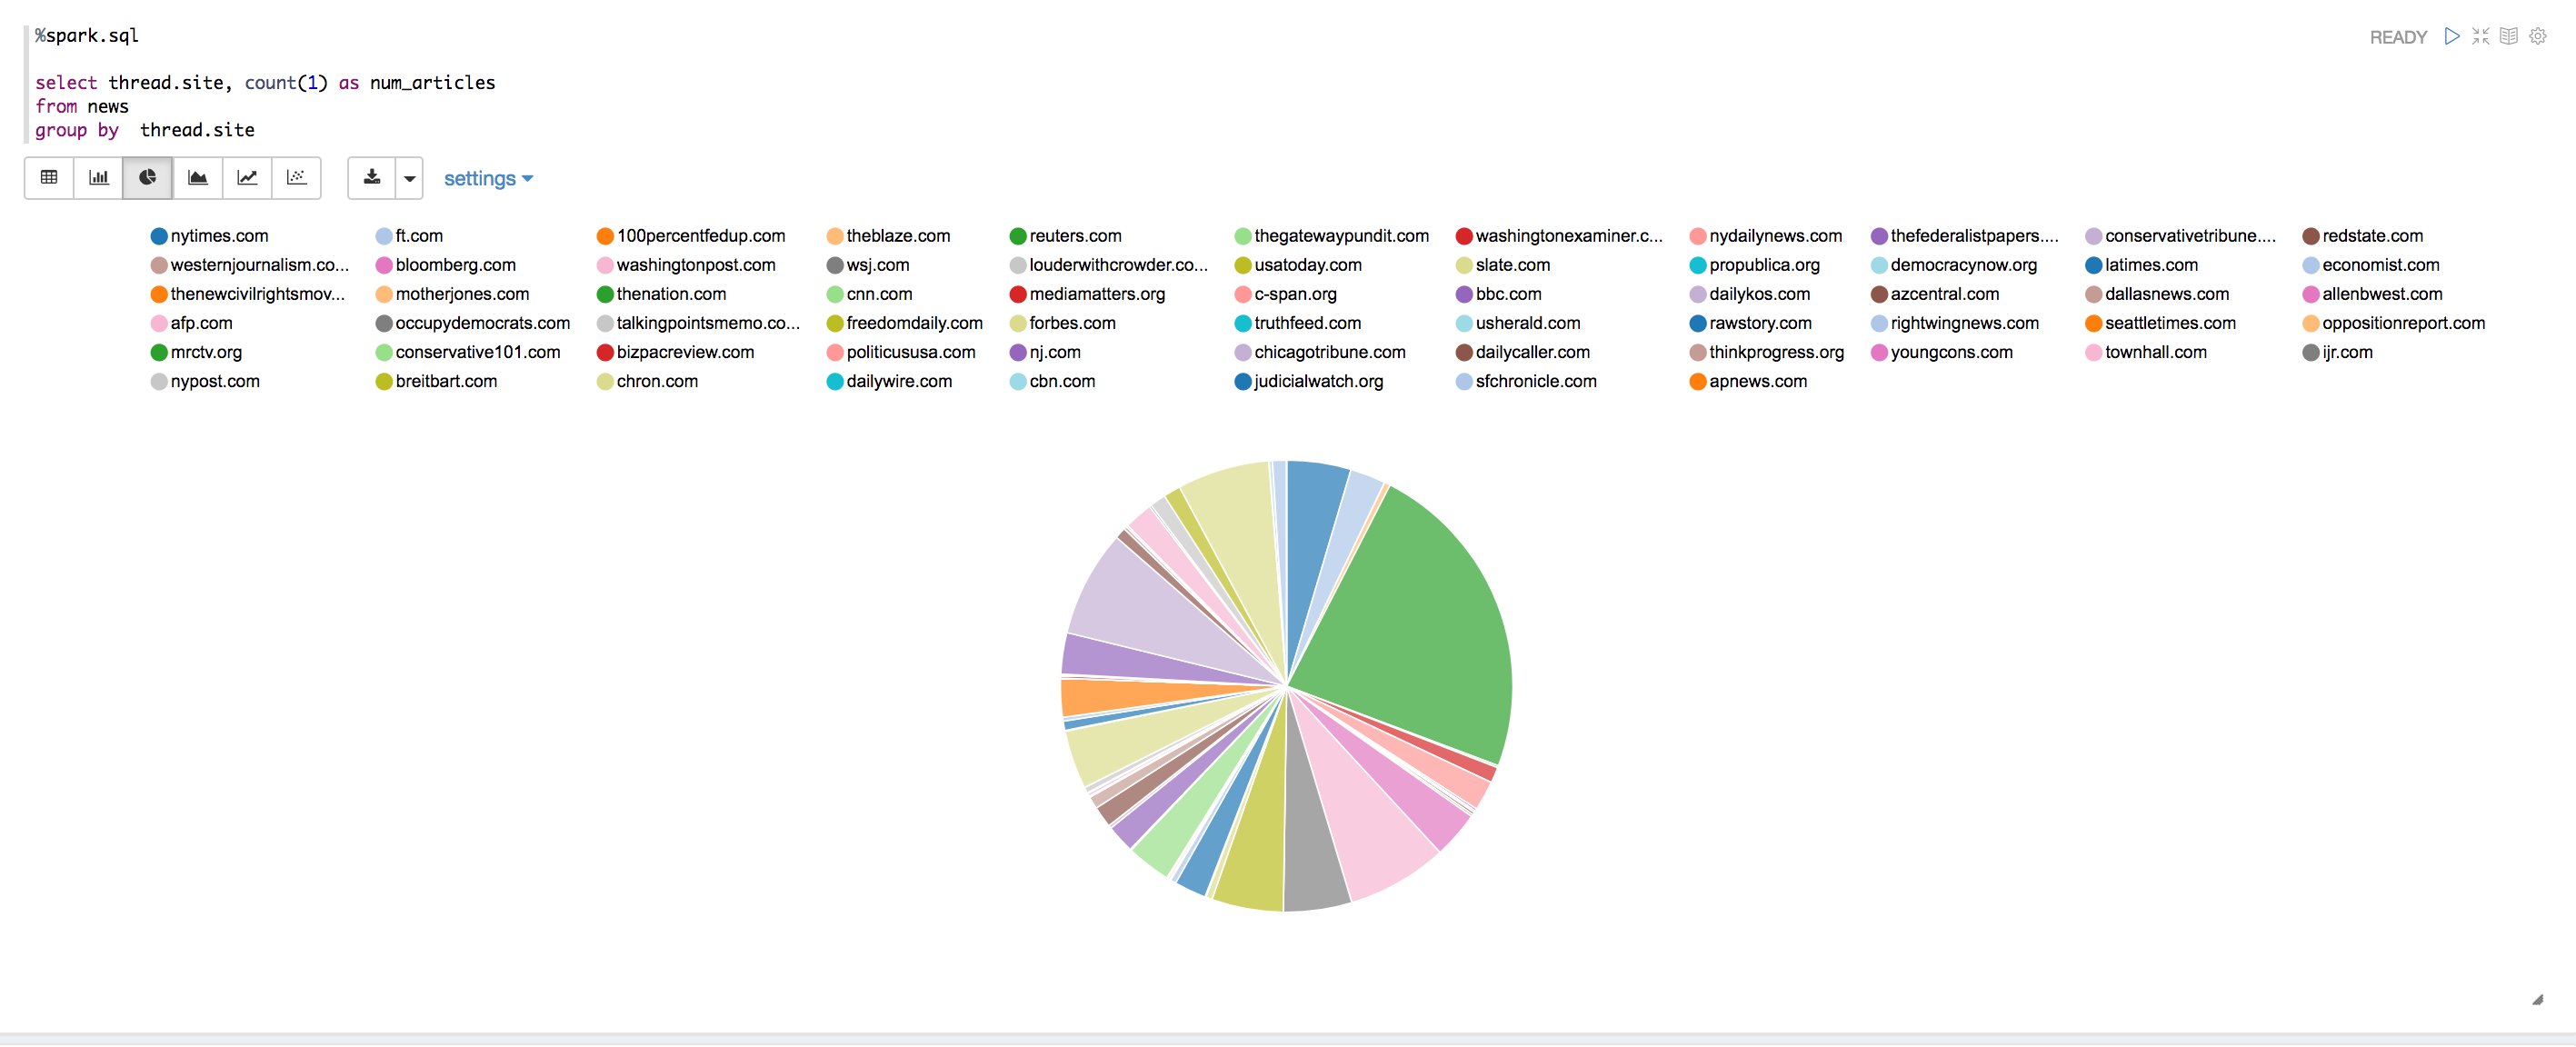 %spark.sql
READY
select thread.site, count(1) as num_articles
from news
group by  thread.site
settings
nytimes.com ft.com 100percentfedup.com theblaze.com reuters.com thegatewaypundit.com washingtonexaminer.c... nydailynews.com thefederalistpapers.... conservativetribune.... redstate.com
westernjournalism.co... bloomberg.com washingtonpost.com wsj.com louderwithcrowder.co... usatoday.com slate.com propublica.org democracynow.org latimes.com economist.com
thenewcivilrightsmov... motherjones.com thenation.com cnn.com mediamatters.org c-span.org bbc.com dailykos.com azcentral.com dallasnews.com allenbwest.com
afp.com occupydemocrats.com talkingpointsmemo.co... freedomdaily.com forbes.com truthfeed.com usherald.com rawstory.com rightwingnews.com seattletimes.com oppositionreport.com
mrctv.org conservative101.com bizpacreview.com politicususa.com nj.com chicagotribune.com dailycaller.com thinkprogress.org youngcons.com townhall.com ijr.com
nypost.com breitbart.com chron.com dailywire.com cbn.com judicialwatch.org sfchronicle.com apnews.com